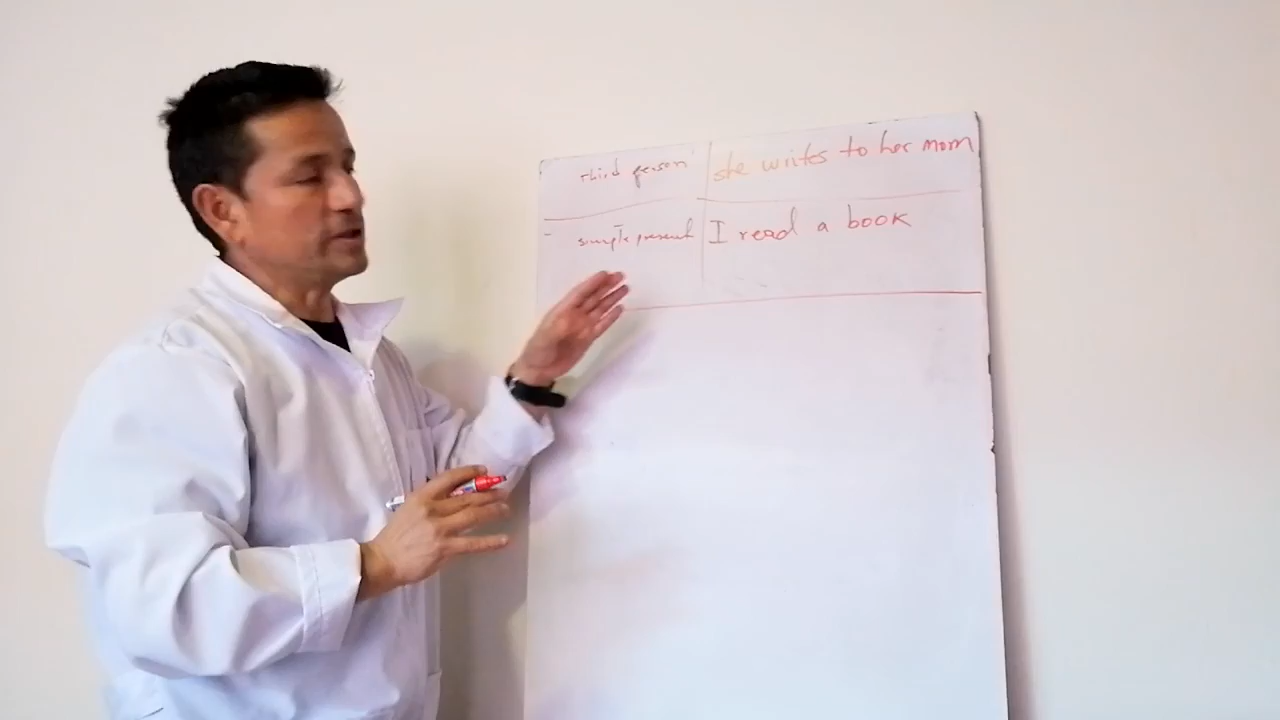 third person
she writes to her mom
simple present
I read a book